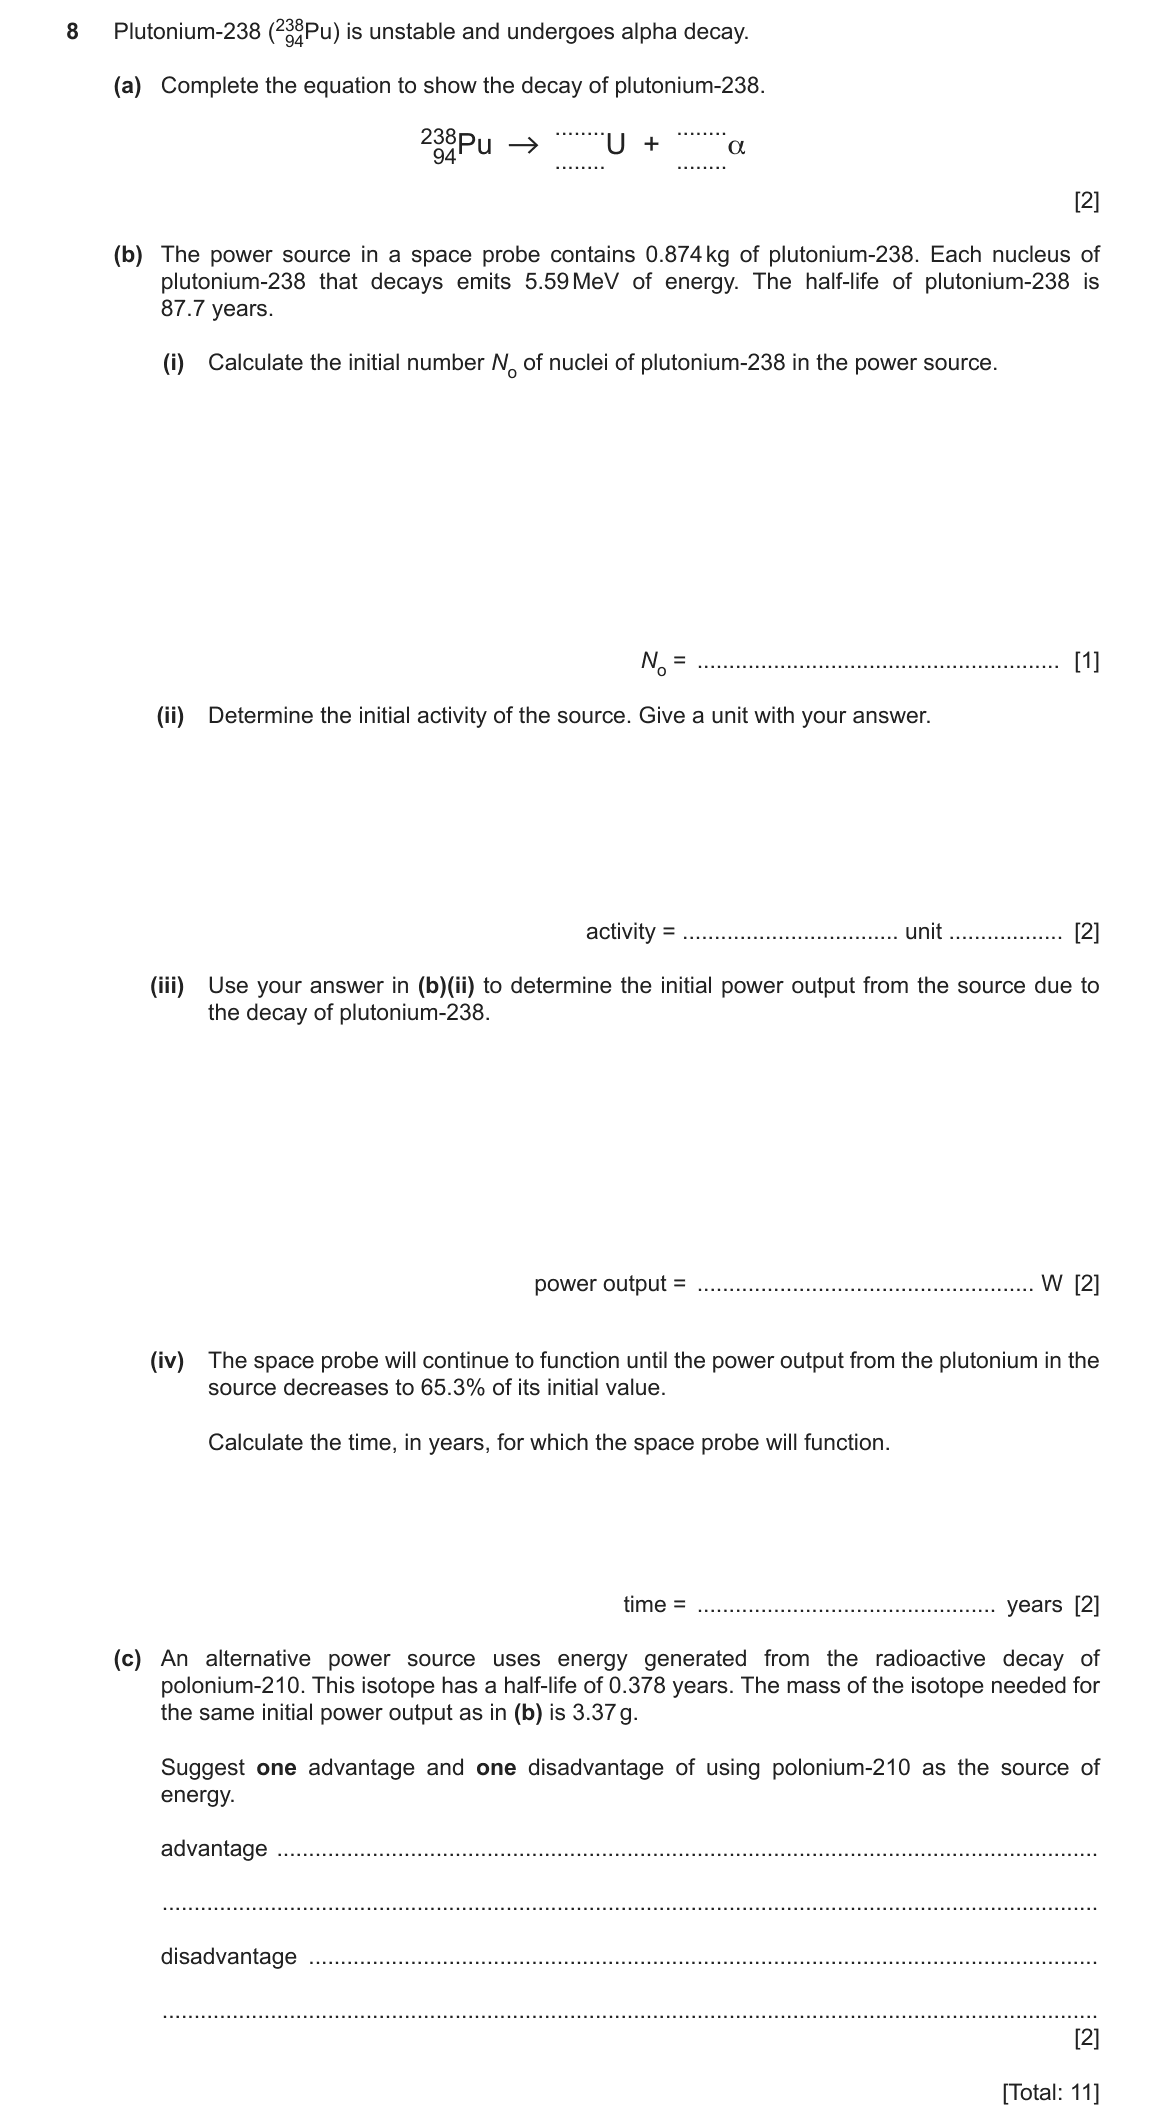 8 Plutonium-238 (²³⁸₉₄Pu) is unstable and undergoes alpha decay.
(a) Complete the equation to show the decay of plutonium-238.
²³⁸₉₄Pu → ........ ........U + ........ ........α
[2]
(b) The power source in a space probe contains 0.874 kg of plutonium-238. Each nucleus of
plutonium-238 that decays emits 5.59 MeV of energy. The half-life of plutonium-238 is
87.7 years.
(i) Calculate the initial number Nₒ of nuclei of plutonium-238 in the power source.
Nₒ = ......................................................... [1]
(ii) Determine the initial activity of the source. Give a unit with your answer.
activity = .................................. unit .................. [2]
(iii) Use your answer in (b)(ii) to determine the initial power output from the source due to
the decay of plutonium-238.
power output = ..................................................... W [2]
(iv) The space probe will continue to function until the power output from the plutonium in the
source decreases to 65.3% of its initial value.
Calculate the time, in years, for which the space probe will function.
time = ............................................... years [2]
(c) An alternative power source uses energy generated from the radioactive decay of
polonium-210. This isotope has a half-life of 0.378 years. The mass of the isotope needed for
the same initial power output as in (b) is 3.37 g.
Suggest one advantage and one disadvantage of using polonium-210 as the source of
energy.
advantage .................................................................................................................................
...................................................................................................................................................
disadvantage ............................................................................................................................
...................................................................................................................................................
[2]
[Total: 11]